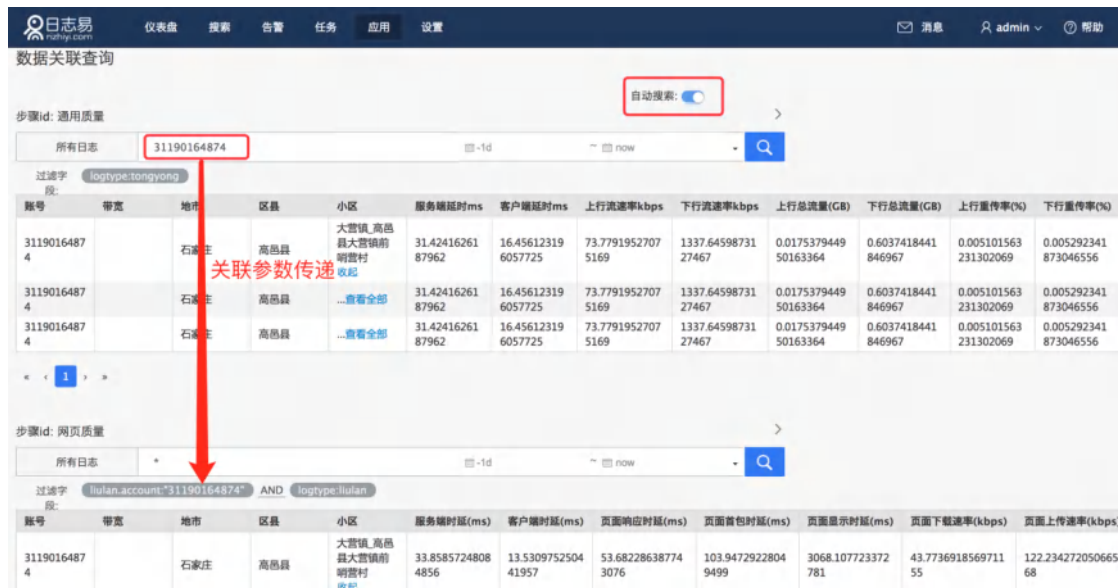 日志易 rizhiyi.com 仪表盘 搜索 告警 任务 应用 设置 消息 admin 帮助
数据关联查询
自动搜索:
步骤id: 通用质量
所有日志 31190164874 -1d ~ now
过滤字段: logtype:tongyong
账号 带宽 地市 区县 小区 服务端延时ms 客户端延时ms 上行流速率kbps 下行流速率kbps 上行总流量(GB) 下行总流量(GB) 上行重传率(%) 下行重传率(%)
31190164874 石家庄 高邑县 大营镇_高邑县大营镇前哨营村 收起 31.4241626187962 16.456123196057725 73.77919527075169 1337.6459873127467 0.017537944950163364 0.6037418441846967 0.005101563231302069 0.005292341873046556
关联参数传递
31190164874 石家庄 高邑县 ...查看全部 31.4241626187962 16.456123196057725 73.77919527075169 1337.6459873127467 0.017537944950163364 0.6037418441846967 0.005101563231302069 0.005292341873046556
31190164874 石家庄 高邑县 ...查看全部 31.4241626187962 16.456123196057725 73.77919527075169 1337.6459873127467 0.017537944950163364 0.6037418441846967 0.005101563231302069 0.005292341873046556
« ‹ 1 › »
步骤id: 网页质量
所有日志 * -1d ~ now
过滤字段: liulan.account:"31190164874" AND logtype:liulan
账号 带宽 地市 区县 小区 服务端时延(ms) 客户端时延(ms) 页面响应时延(ms) 页面首包时延(ms) 页面显示时延(ms) 页面下载速率(kbps) 页面上传速率(kbps)
31190164874 石家庄 高邑县 大营镇_高邑县大营镇前哨营村 收起 33.85857248084856 13.530975250441957 53.682286387743076 103.94729228049499 3068.107723372781 43.773691856971155 122.23427205066568